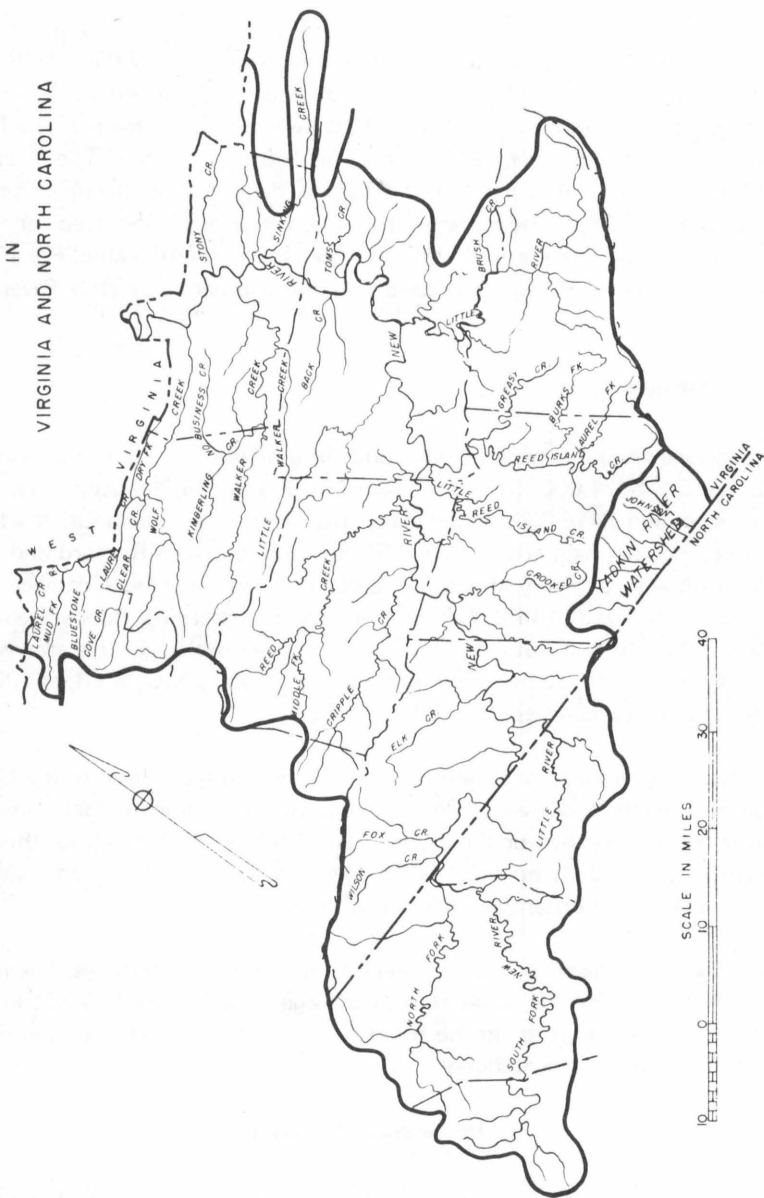 IN
VIRGINIA AND NORTH CAROLINA
WEST VIRGINIA
LAUREL CR.
MUD FK.
BLUESTONE R.
COVE CR.
LAUREL CR.
CLEAR
DRY FK.
WOLF CREEK
NO BUSINESS CR.
KIMBERLING CR.
WALKER CREEK
LITTLE WALKER CREEK
STONY CR.
SINKING CREEK
RIVER
TOMS CR.
BACK CR.
NEW RIVER
LITTLE RIVER
BRUSH CR.
REED CREEK
MIDDLE FK.
CRIPPLE CR.
ELK CR.
FOX CR.
WILSON CR.
GREASY CR.
BURKS FK.
LAUREL FK.
REED ISLAND CR.
LITTLE REED ISLAND CR.
CROOKED CR.
NEW
LITTLE RIVER
NORTH FORK
SOUTH FORK NEW RIVER
JOHNSON
YADKIN RIVER
WATERSHED
VIRGINIA
NORTH CAROLINA
10 0 10 20 30 40
SCALE IN MILES